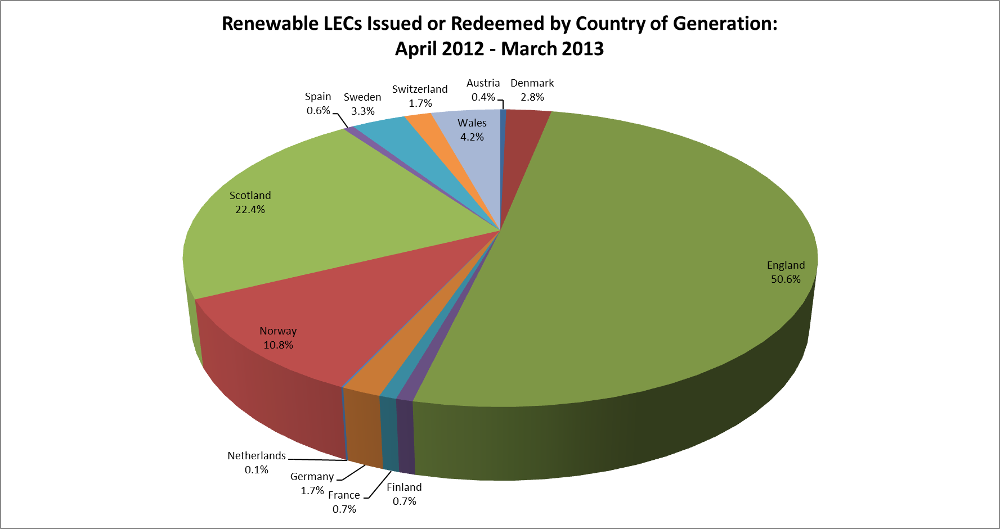 Renewable LECs Issued or Redeemed by Country of Generation:
April 2012 - March 2013
Austria
0.4%
Denmark
2.8%
Switzerland
1.7%
Spain
0.6%
Sweden
3.3%
Wales
4.2%
Scotland
22.4%
England
50.6%
Norway
10.8%
Netherlands
0.1%
Germany
1.7%
France
0.7%
Finland
0.7%